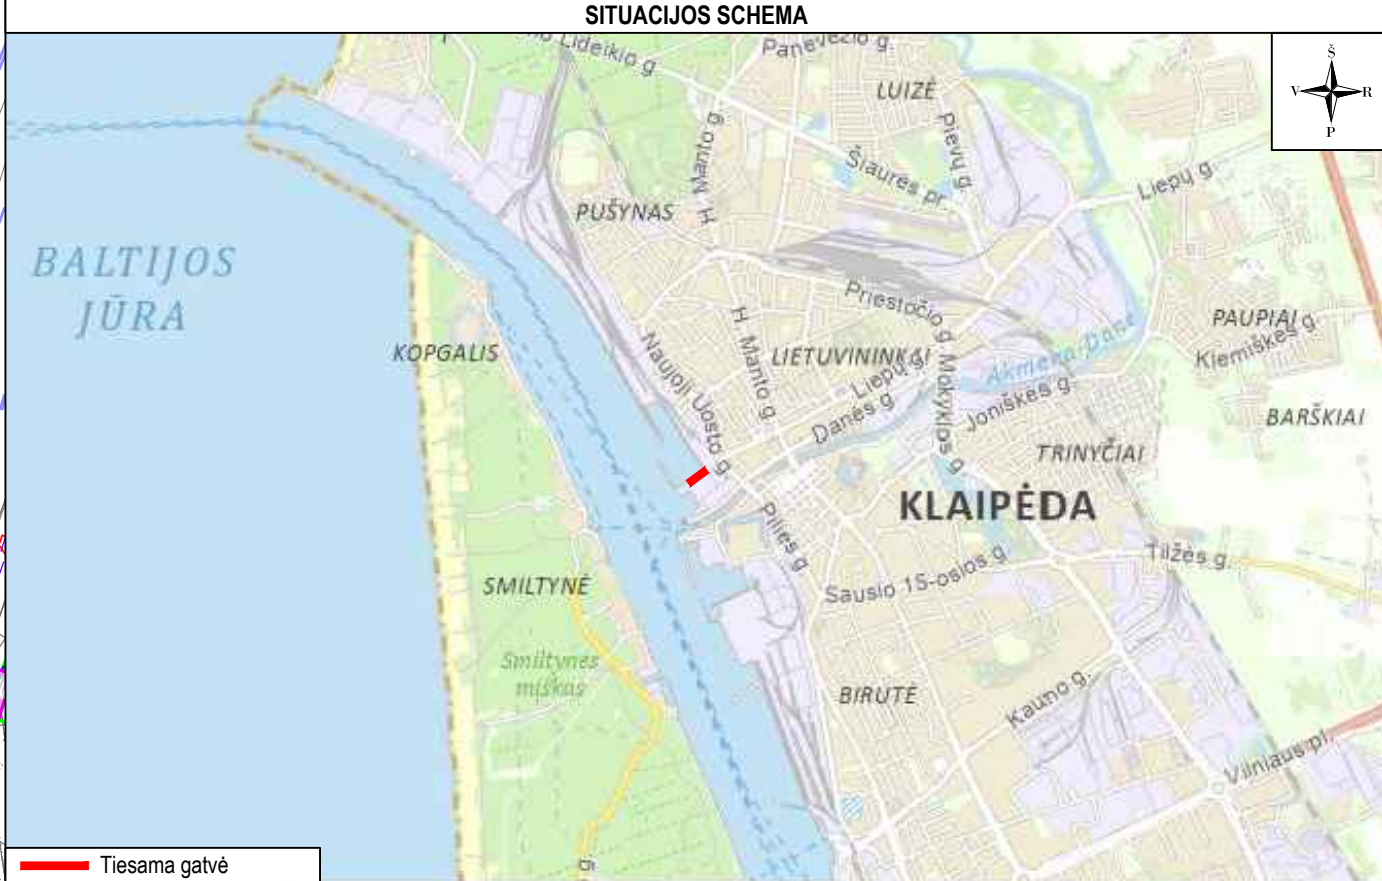 SITUACIJOS SCHEMA
Lideikio g
Panevėžio g.
Š
V
R
P
LUIZĖ
H. Manto g
Pievų g
Šiaurės pr.
Liepų g
PUŠYNAS
BALTIJOS
JŪRA
Priestočio g
Akmena Danė
PAUPIAI
Klemiškės g.
KOPGALIS
Naujoji Uosto g
H. Manto g
LIETUVININKAI
Liepų g.
Danės g
Mokyklos g
Joniškės g.
BARŠKIAI
TRINYČIAI
KLAIPĖDA
Pilies g
Tilžės g
Sausio 15-osios g
SMILTYNĖ
Smiltynės
miškas
BIRUTĖ
Kauno g.
Vilniaus pl.
g
Tiesama gatvė